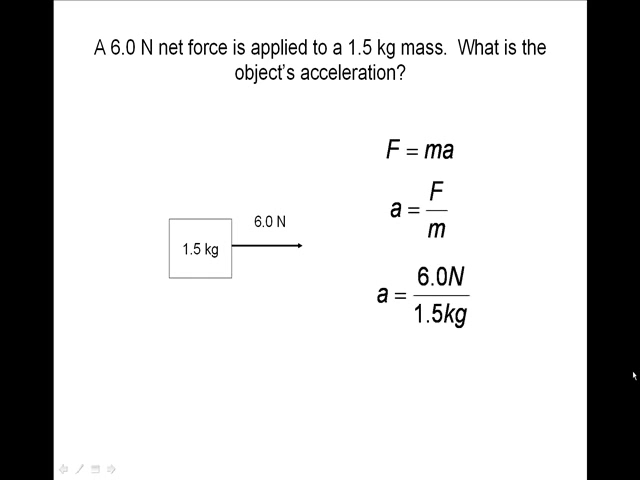 A 6.0 N net force is applied to a 1.5 kg mass.  What is the
object's acceleration?
F = ma
a = F/m
6.0 N
1.5 kg
a = 6.0N/1.5kg